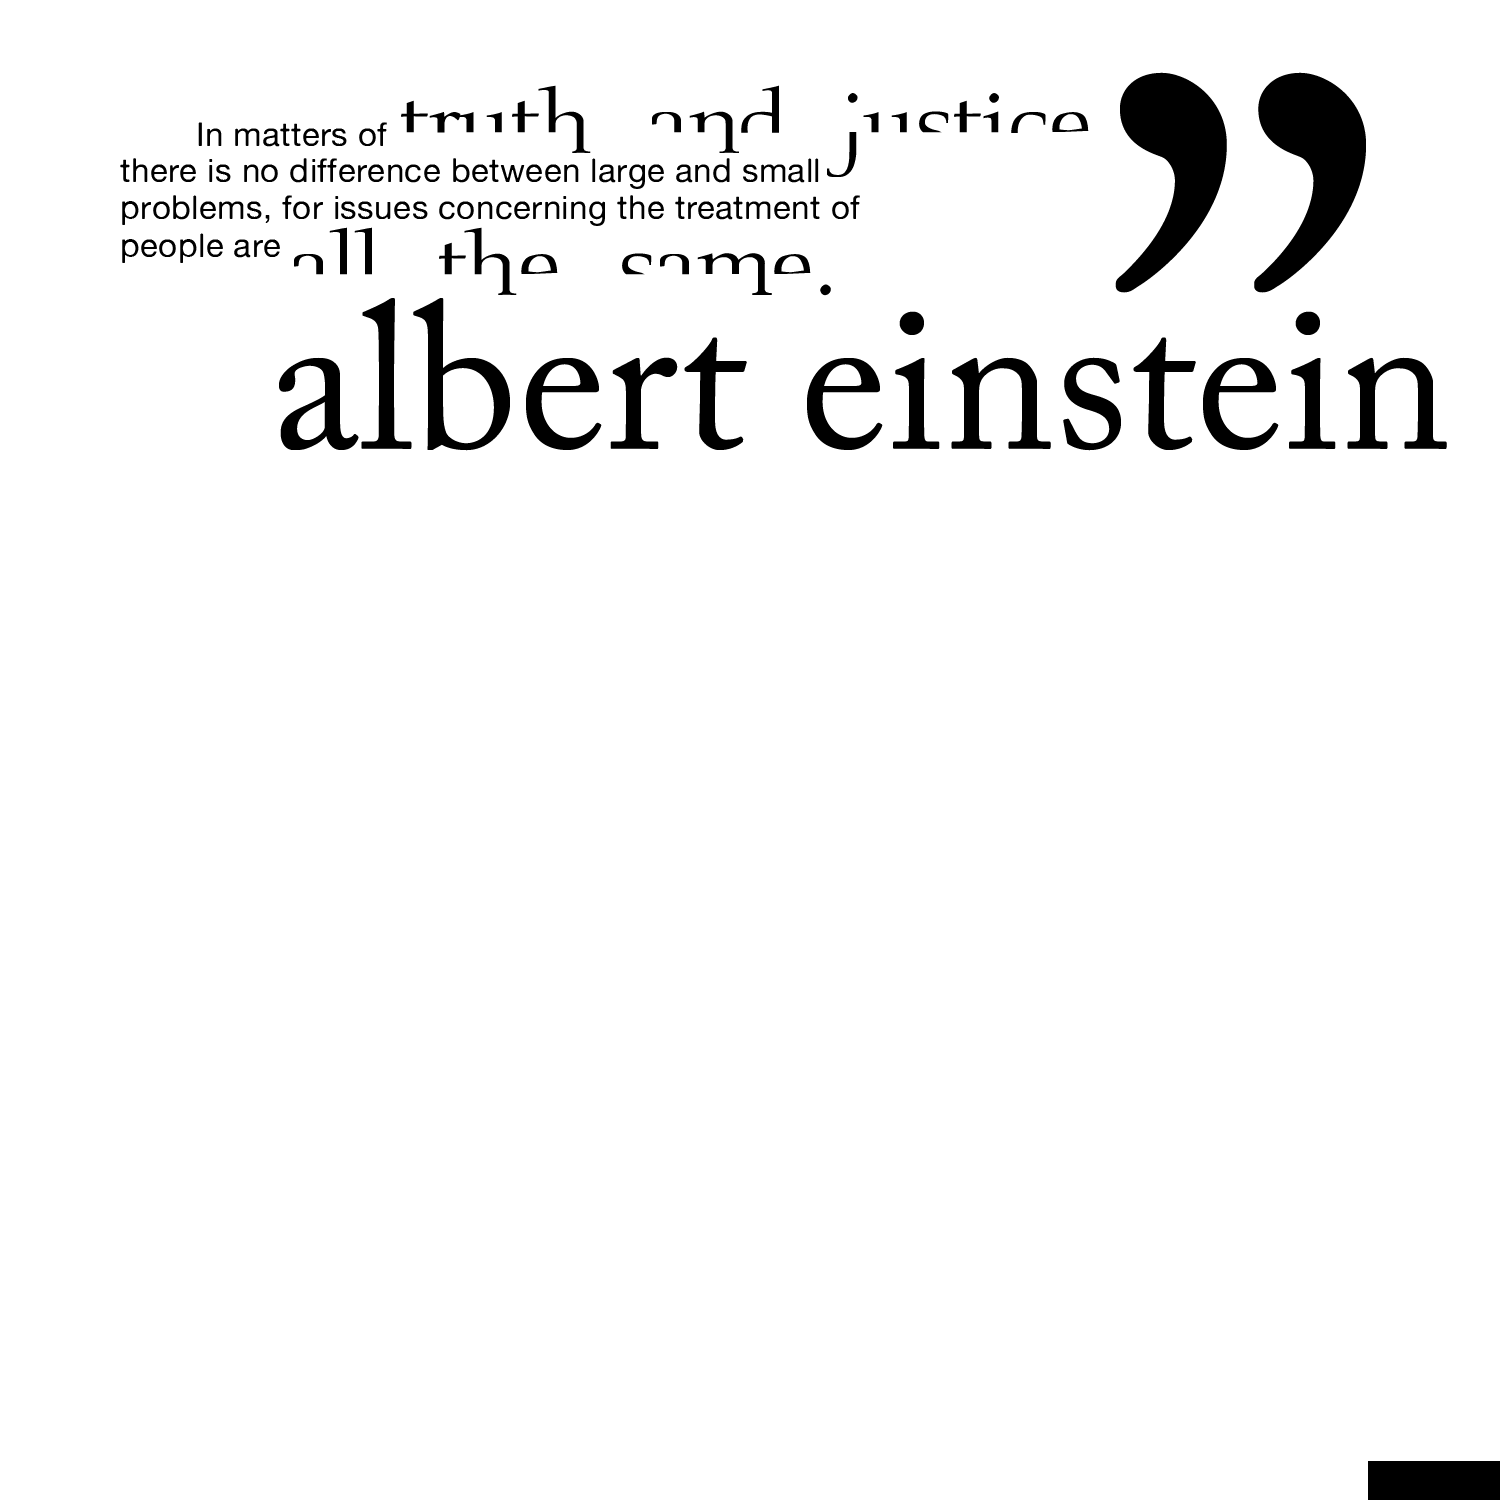 In matters of truth and justice
there is no difference between large and small
problems, for issues concerning the treatment of
people are all the same.
”
albert einstein